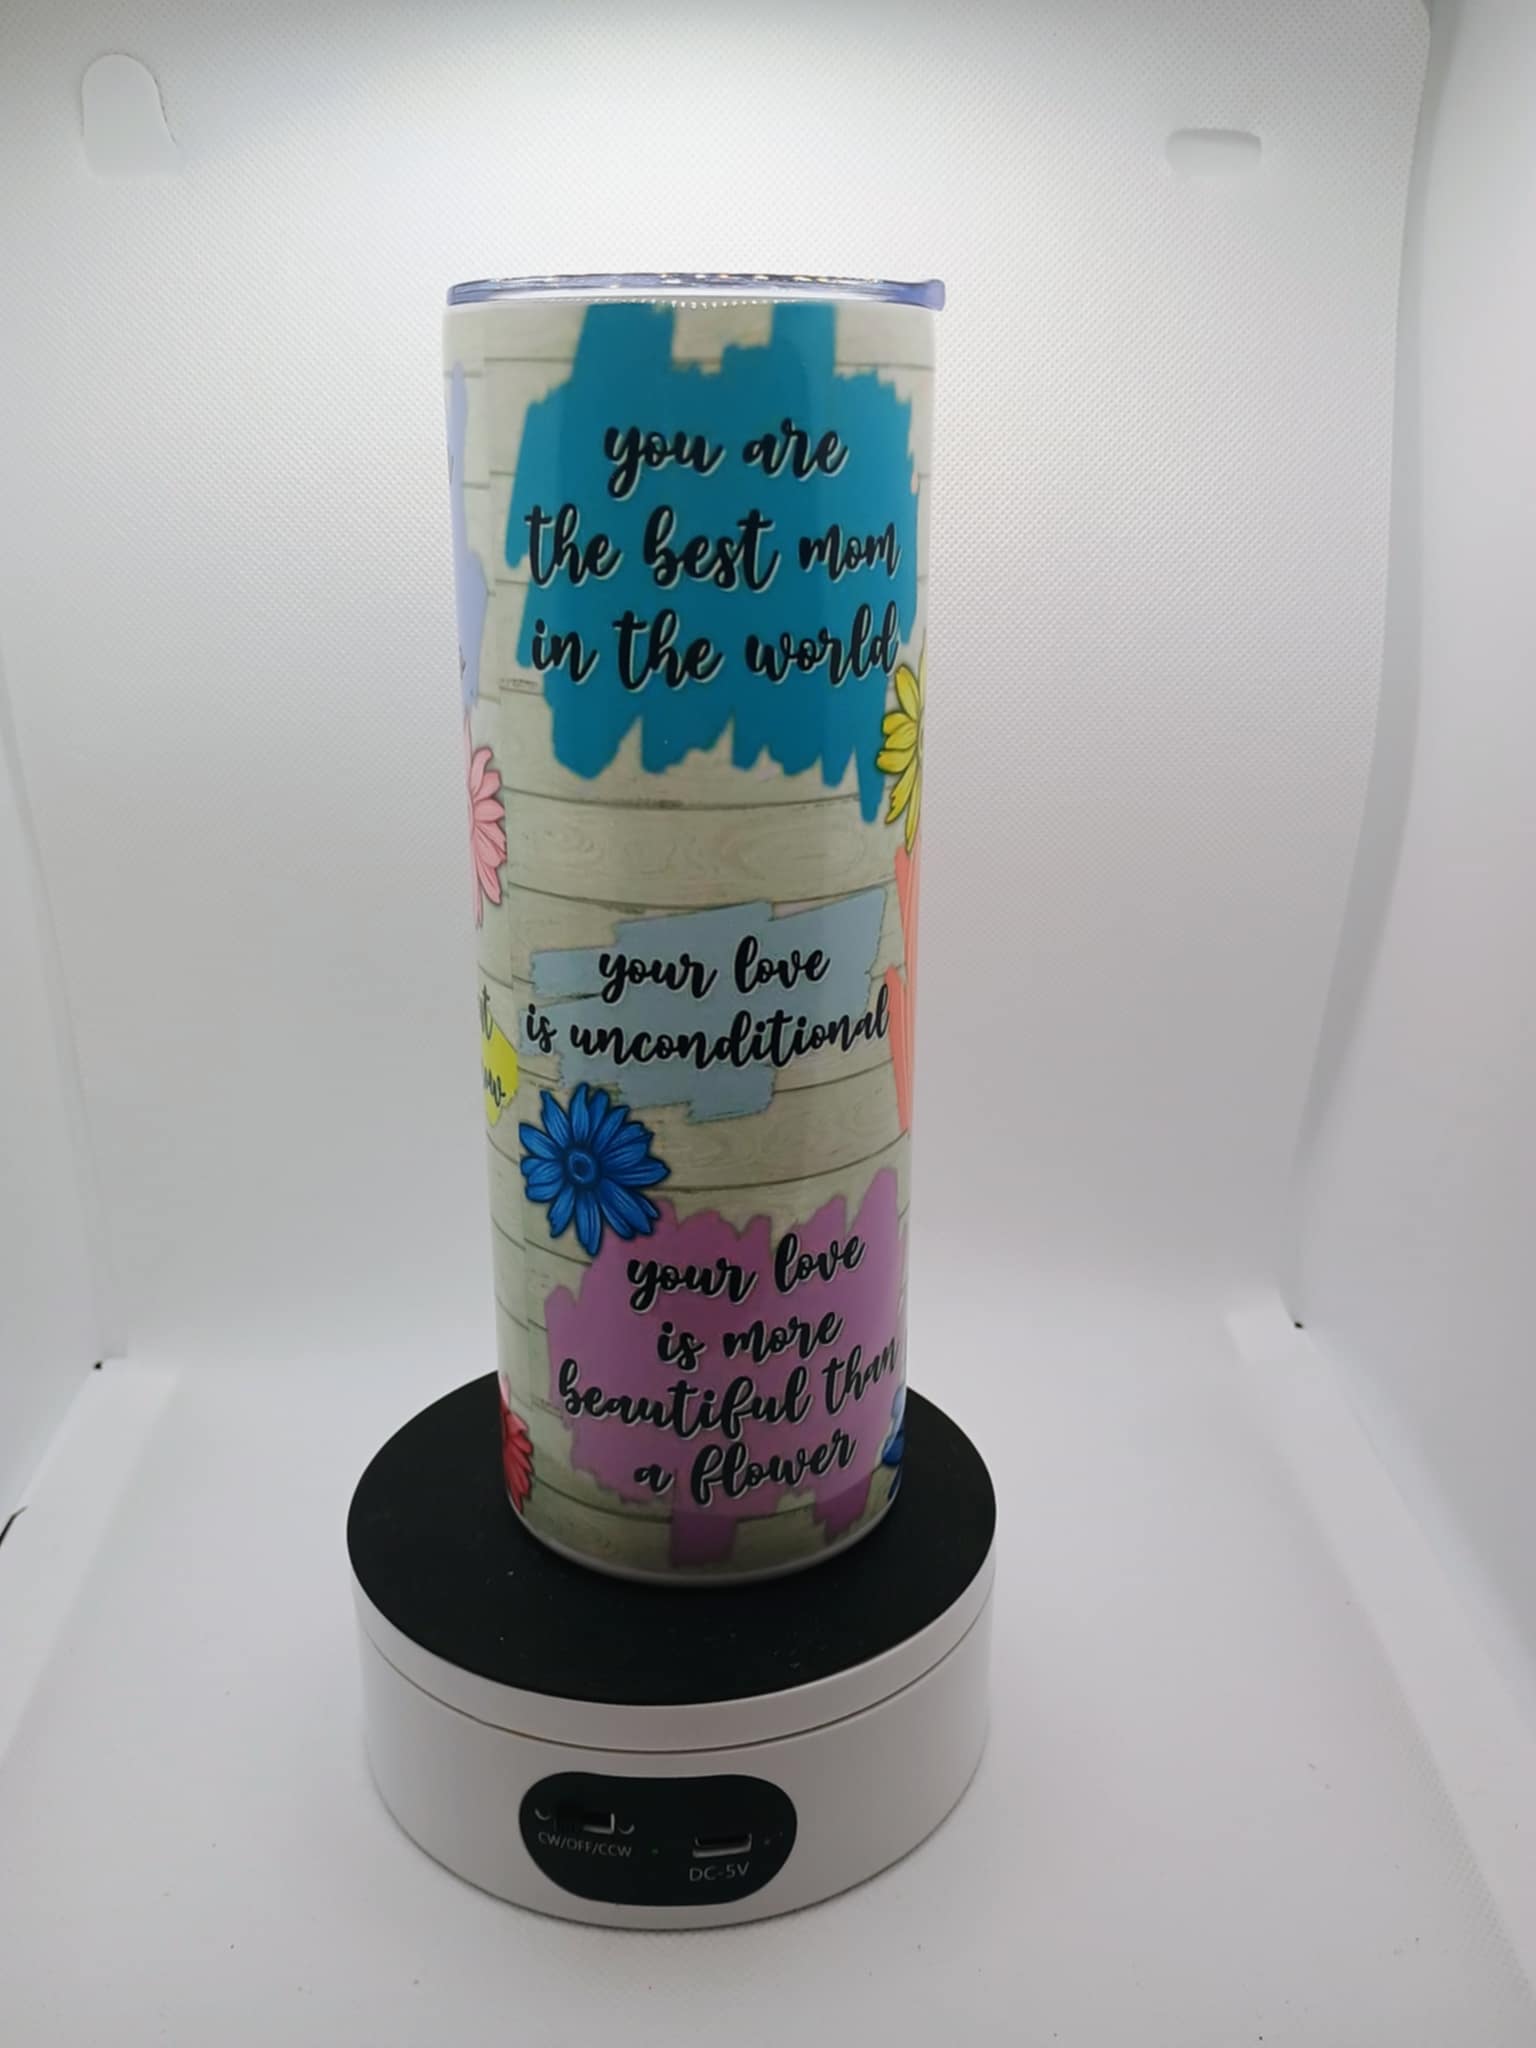 you are
the best mom
in the world
your love
is unconditional
your love
is more
beautiful than
a flower
CW/OFF/CCW
DC-5V